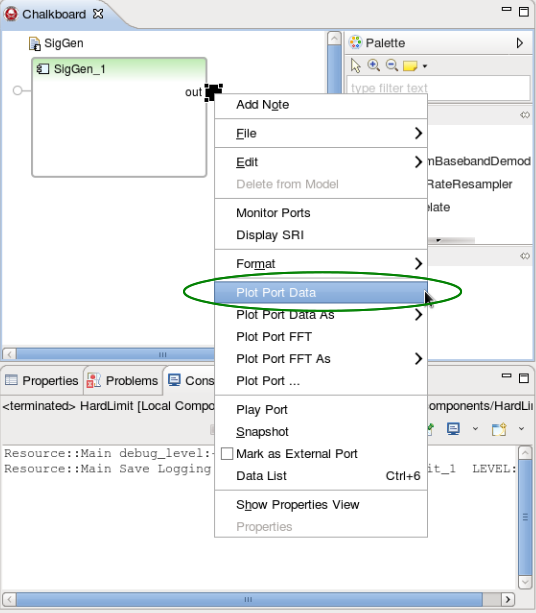 Chalkboard
SigGen
Palette
SigGen_1
type filter text
out
Add Note
File
Edit
mBasebandDemod
Delete from Model
RateResampler
Monitor Ports
elate
Display SRI
Format
Plot Port Data
Plot Port Data As
Plot Port FFT
Plot Port FFT As
Plot Port ...
Properties
Problems
Cons
<terminated> HardLimit [Local Compo
omponents/HardLi
Play Port
Snapshot
Mark as External Port
Resource::Main debug_level:
Resource::Main Save Logging
it_1 LEVEL:
Data List Ctrl+6
Show Properties View
Properties